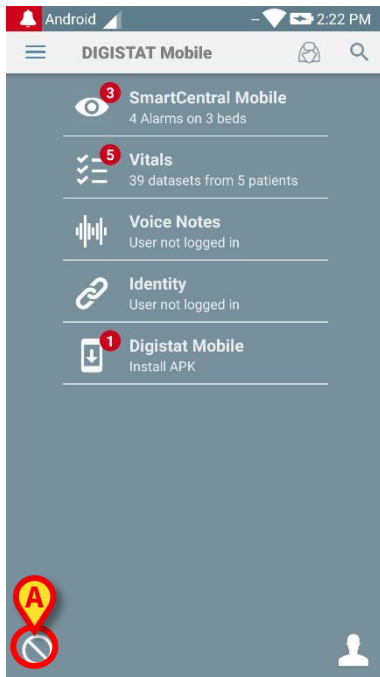 Android – 2:22 PM
DIGISTAT Mobile
3
SmartCentral Mobile
4 Alarms on 3 beds
5
Vitals
39 datasets from 5 patients
Voice Notes
User not logged in
Identity
User not logged in
1
Digistat Mobile
Install APK
A